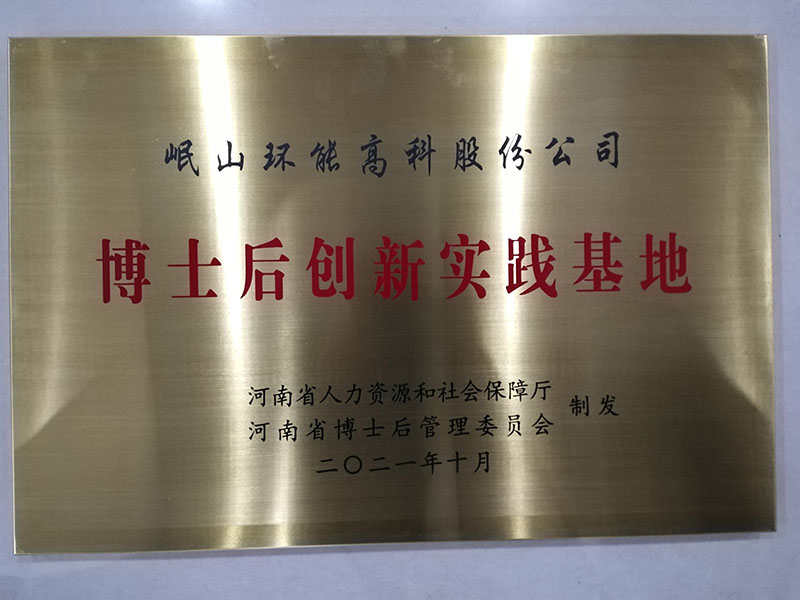 岷山环能高科股份公司
博士后创新实践基地
河南省人力资源和社会保障厅
河南省博士后管理委员会
制发
二〇二一年十月